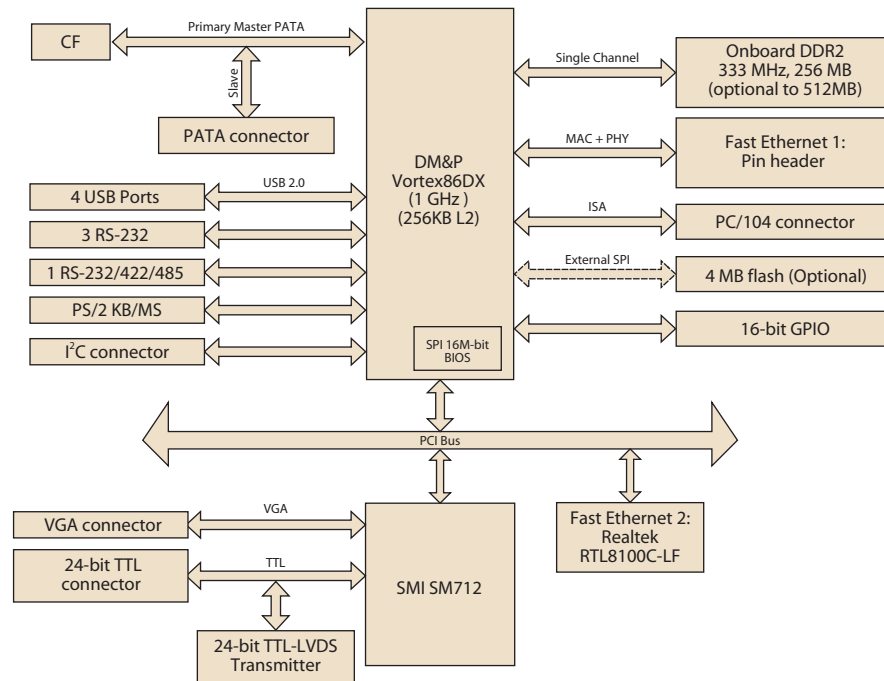 CF
Primary Master PATA
Slave
PATA connector
4 USB Ports
USB 2.0
3 RS-232
1 RS-232/422/485
PS/2 KB/MS
I²C connector
DM&P
Vortex86DX
(1 GHz )
(256KB L2)
SPI 16M-bit
BIOS
Single Channel
Onboard DDR2
333 MHz, 256 MB
(optional to 512MB)
MAC + PHY
Fast Ethernet 1:
Pin header
ISA
PC/104 connector
External SPI
4 MB flash (Optional)
16-bit GPIO
PCI Bus
VGA connector
VGA
24-bit TTL
connector
TTL
24-bit TTL-LVDS
Transmitter
SMI SM712
Fast Ethernet 2:
Realtek
RTL8100C-LF